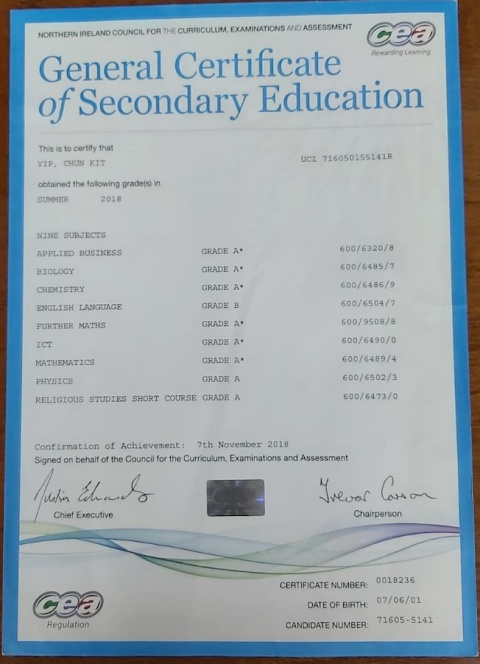 NORTHERN IRELAND COUNCIL FOR THE CURRICULUM, EXAMINATIONS AND ASSESSMENT
cea
Rewarding Learning
General Certificate
of Secondary Education
This is to certify that
YIP, CHUN KIT UCI 716050155141R
obtained the following grade(s) in
SUMMER 2018
NINE SUBJECTS
APPLIED BUSINESS GRADE A* 600/6320/8
BIOLOGY GRADE A* 600/6485/7
CHEMISTRY GRADE A* 600/6486/9
ENGLISH LANGUAGE GRADE B 600/6504/7
FURTHER MATHS GRADE A* 600/9508/8
ICT GRADE A* 600/6490/0
MATHEMATICS GRADE A* 600/6489/4
PHYSICS GRADE A 600/6502/3
RELIGIOUS STUDIES SHORT COURSE GRADE A 600/6473/0
Confirmation of Achievement: 7th November 2018
Signed on behalf of the Council for the Curriculum, Examinations and Assessment
Justin Edwards Trevor Carson
Chief Executive Chairperson
CERTIFICATE NUMBER: 0018236
DATE OF BIRTH: 07/06/01
CANDIDATE NUMBER: 71605-5141
cea
Regulation